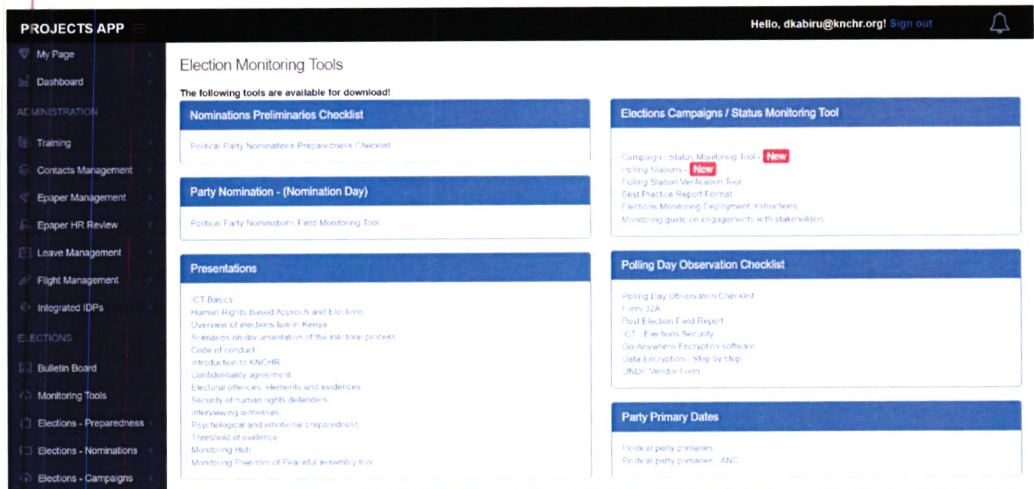 PROJECTS APP
Hello, dkabiru@knchr.org! Sign out
My Page
Dashboard
ADMINISTRATION
Training
Contacts Management
Epaper Management
Epaper HR Review
Leave Management
Flight Management
Integrated IDPs
ELECTIONS
Bulletin Board
Monitoring Tools
Elections - Preparedness
Elections - Nominations
Elections - Campaigns
Election Monitoring Tools
The following tools are available for download!
Nominations Preliminaries Checklist
Political Party Nominations Preparedness Checklist
Party Nomination - (Nomination Day)
Political Party Nominations Field Monitoring Tool
Presentations
ICT Basics
Human Rights Based Approch and Elections
Overview of elections law in Kenya
Scenarios on documentation of the electoral process
Code of conduct
Introduction to KNCHR
Confidentiality agreement
Electoral offences, elements and evidences
Security of human rights defenders
Interviewing witnesses
Psychological and emotional preparedness
Threshold of evidence
Monitoring Hub
Monitoring Freedom of Peaceful assembly tool
Elections Campaigns / Status Monitoring Tool
Campaign / Status Monitoring Tool - New
Polling Stations - New
Polling Station Verification Tool
Best Practice Report Format
Elections Monitoring Deployment Instructions
Monitoring guide on engagements with stakeholders
Polling Day Observation Checklist
Polling Day Observation Checklist
Form 32A
Post Election Field Report
ICT - Elections Security
Go Anywhere Encryption software
Data Encryption - Step by step
UNDP Vendor Form
Party Primary Dates
Political party primaries
Political party primaries - ANC